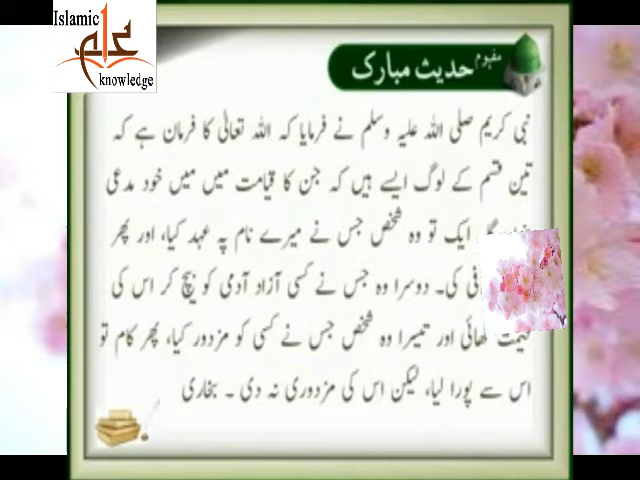 Islamic
علم
knowledge
مفہوم حدیث مبارک
نبی کریم صلی اللہ علیہ وسلم نے فرمایا کہ اللہ تعالیٰ کا فرمان ہے کہ
تین قسم کے لوگ ایسے ہیں کہ جن کا قیامت میں میں خود مدعی
ایک تو وہ شخص جس نے میرے نام پہ عہد کیا، اور پھر
کی۔ دوسرا وہ جس نے کسی آزاد آدمی کو بیچ کر اس کی
قیمت کھائی اور تیسرا وہ شخص جس نے کسی کو مزدور کیا، پھر کام تو
اس سے پورا لیا، لیکن اس کی مزدوری نہ دی ۔ بخاری